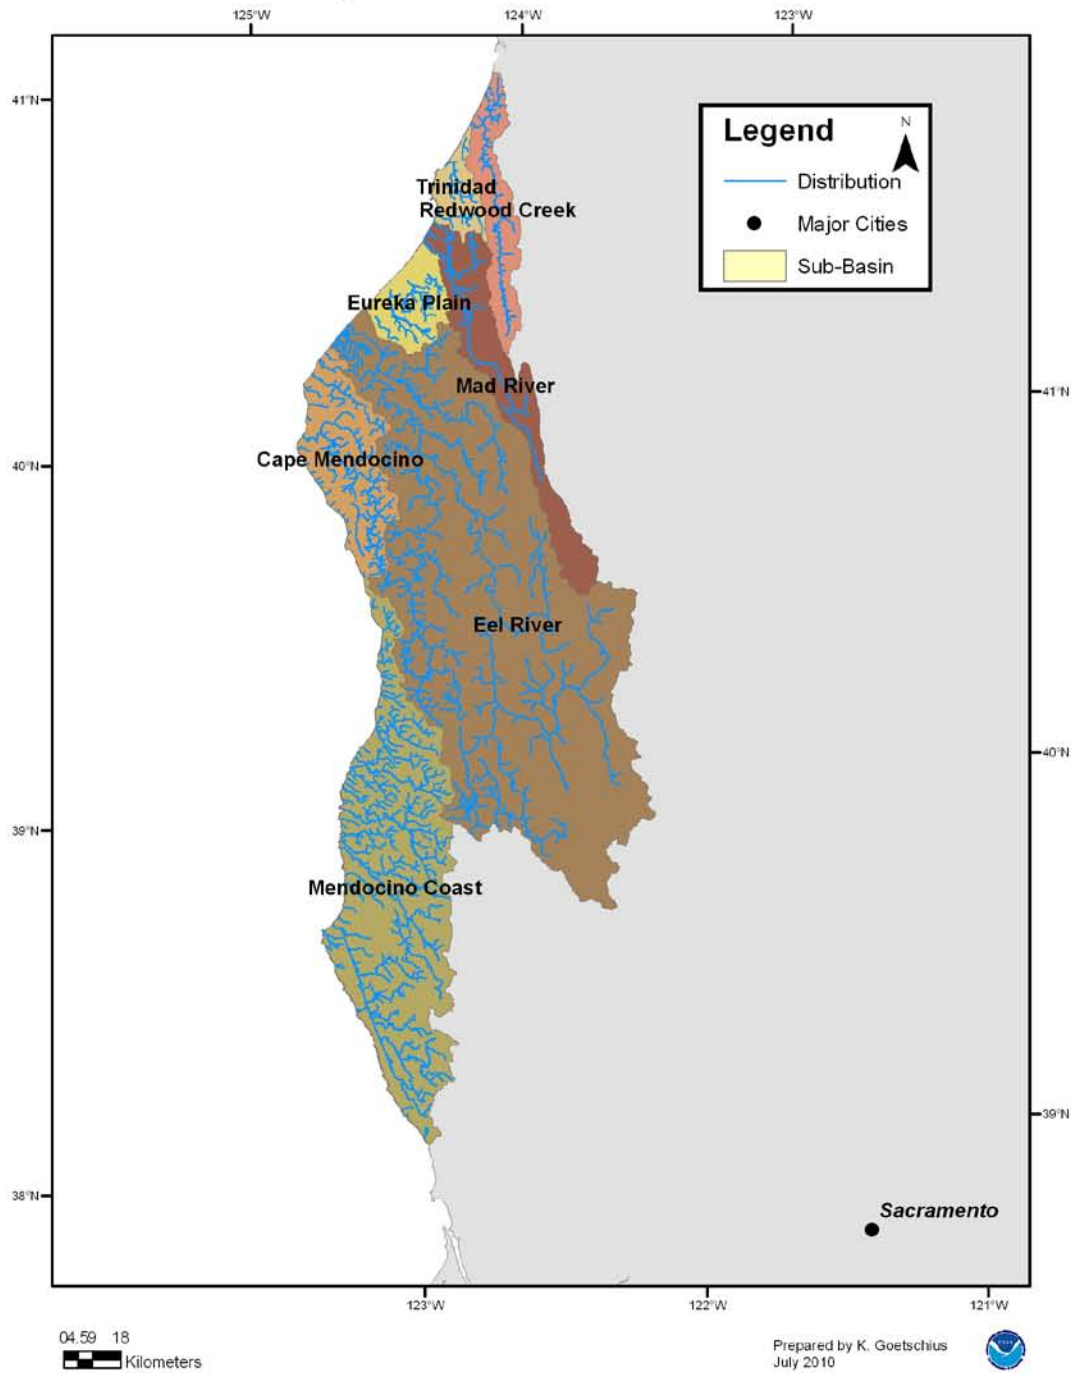 125°W 124°W 123°W
41°N
Legend
N
Distribution
Major Cities
Sub-Basin
Trinidad
Redwood Creek
Eureka Plain
Mad River
41°N
Cape Mendocino
40°N
Eel River
40°N
39°N
Mendocino Coast
39°N
38°N
Sacramento
123°W 122°W 121°W
04.59 18
Kilometers
Prepared by K. Goetschius
July 2010